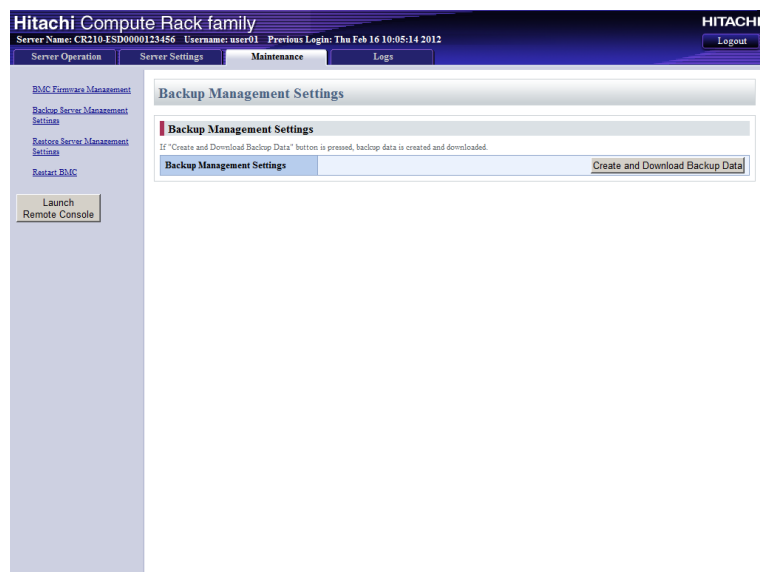 Hitachi Compute Rack family
HITACHI
Server Name: CR210-ESD0000123456 Username: user01 Previous Login: Thu Feb 16 10:05:14 2012
Logout
Server Operation Server Settings Maintenance Logs
BMC Firmware Management
Backup Server Management
Settings
Restore Server Management
Settings
Restart BMC
Launch
Remote Console
Backup Management Settings
Backup Management Settings
If "Create and Download Backup Data" button is pressed, backup data is created and downloaded.
Backup Management Settings
Create and Download Backup Data